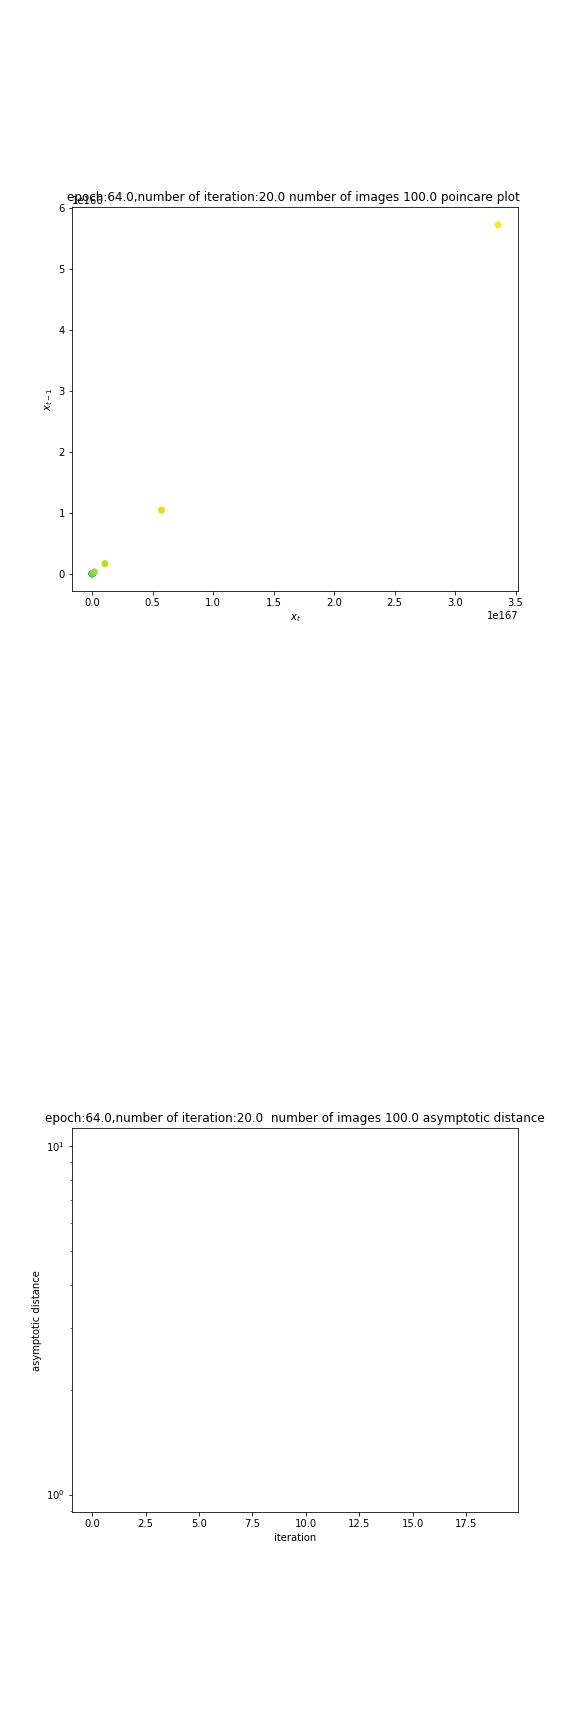 epoch:64.0,number of iteration:20.0 number of images 100.0 poincare plot
6
5
4
3
2
1
0
x_{t-1}
0.0 0.5 1.0 1.5 2.0 2.5 3.0 3.5
x_t
1e167
epoch:64.0,number of iteration:20.0 number of images 100.0 asymptotic distance
10^1
10^0
asymptotic distance
0.0 2.5 5.0 7.5 10.0 12.5 15.0 17.5
iteration